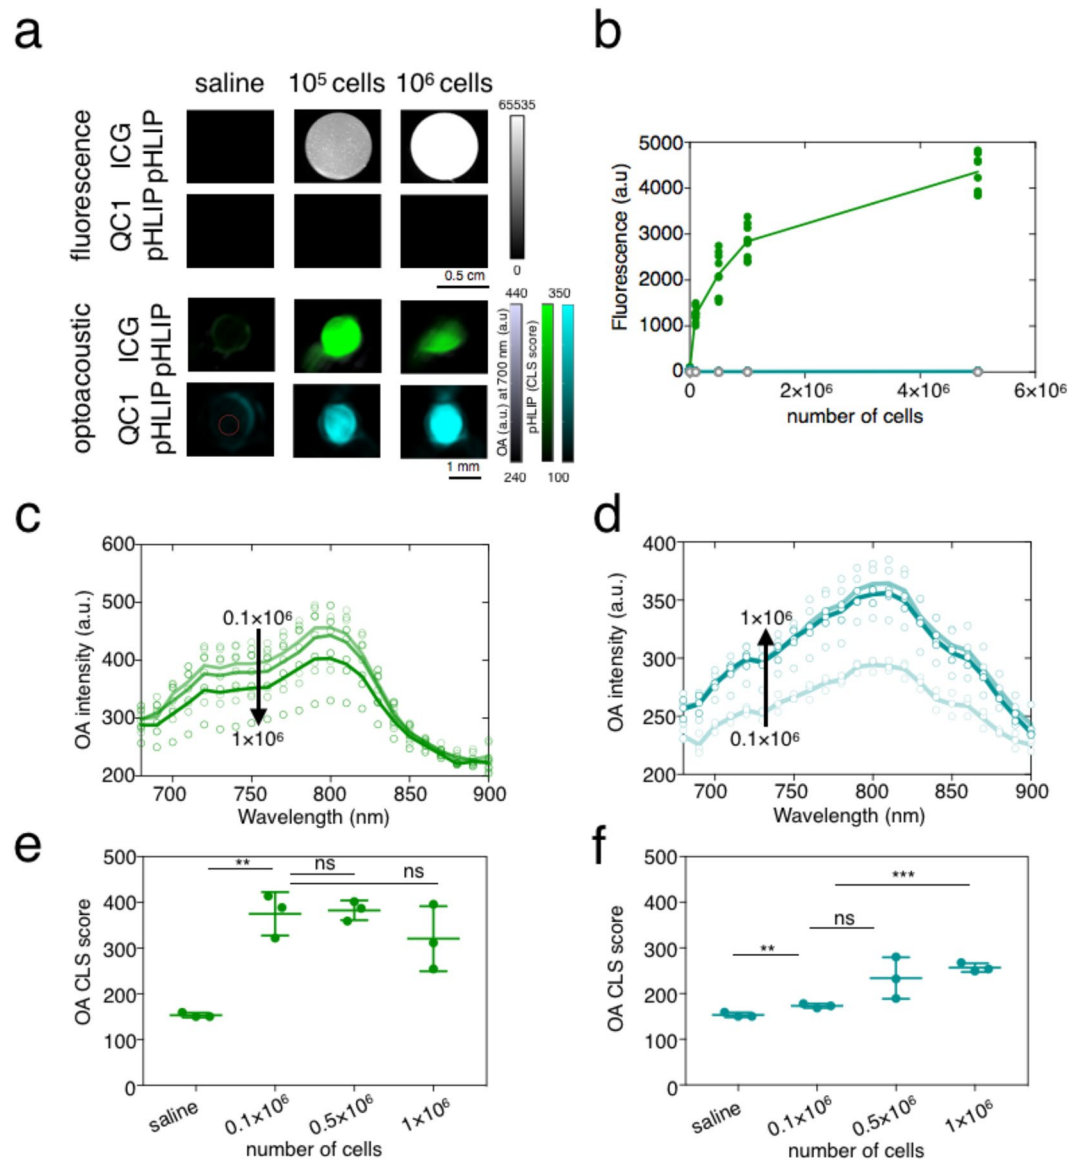 a
saline 10⁵ cells 10⁶ cells
fluorescence
ICG
pHLIP
QC1
pHLIP
65535
0
0.5 cm
optoacoustic
ICG
pHLIP
QC1
pHLIP
440 350
OA (a.u.) at 700 nm (a.u)
pHLIP (CLS score)
240 100
1 mm
b
5000
4000
3000
2000
1000
0
Fluorescence (a.u)
0 2×10⁶ 4×10⁶ 6×10⁶
number of cells
c
600
500
400
300
200
OA intensity (a.u.)
0.1×10⁶
1×10⁶
700 750 800 850 900
Wavelength (nm)
d
400
350
300
250
200
OA intensity (a.u.)
1×10⁶
0.1×10⁶
700 750 800 850 900
Wavelength (nm)
e
500
400
300
200
100
0
OA CLS score
** ns ns
saline 0.1×10⁶ 0.5×10⁶ 1×10⁶
number of cells
f
500
400
300
200
100
0
OA CLS score
** ns ***
saline 0.1×10⁶ 0.5×10⁶ 1×10⁶
number of cells